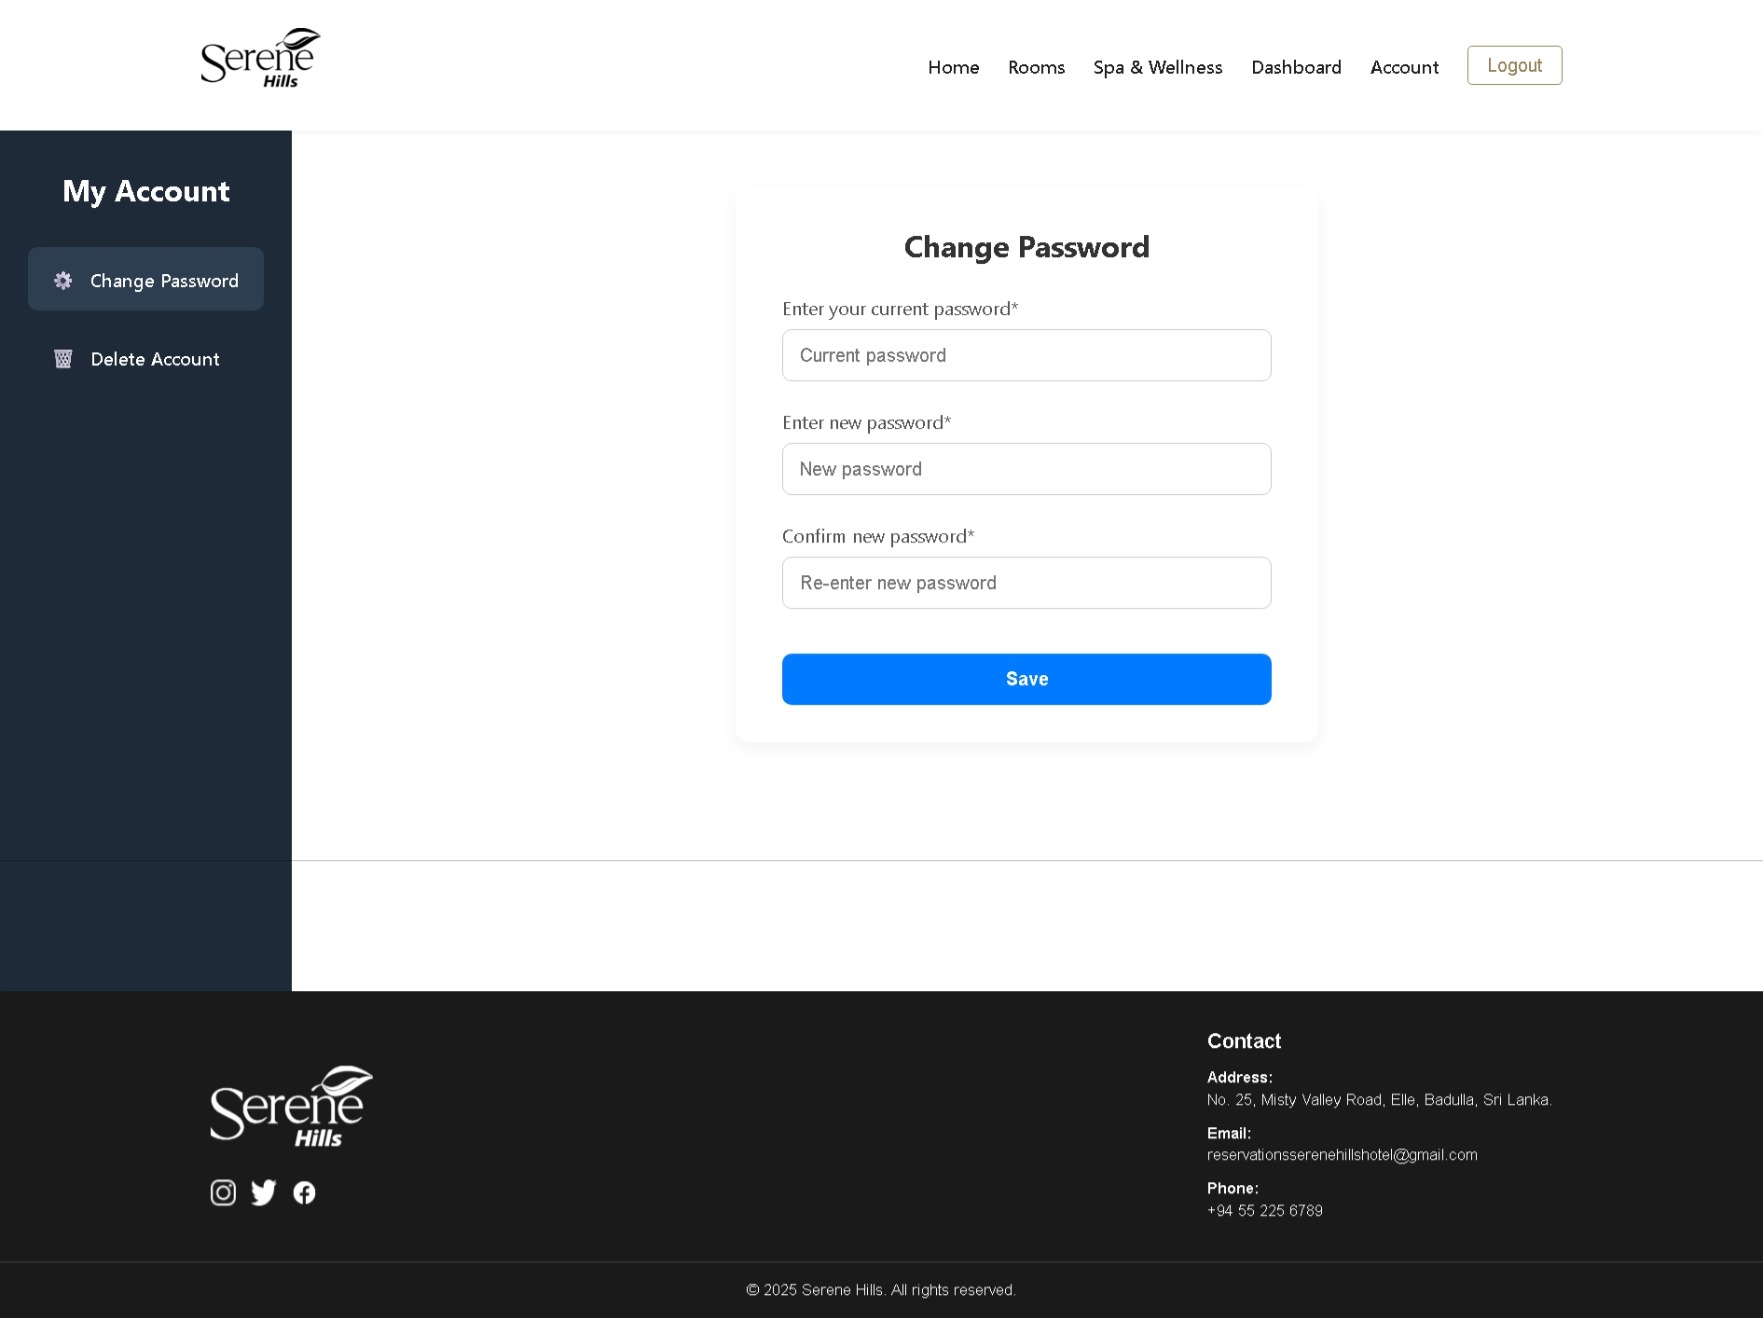 Serene
Hills
Home
Rooms
Spa & Wellness
Dashboard
Account
Logout
My Account
Change Password
Delete Account
Change Password
Enter your current password*
Current password
Enter new password*
New password
Confirm new password*
Re-enter new password
Save
Serene
Hills
Contact
Address:
No. 25, Misty Valley Road, Elle, Badulla, Sri Lanka.
Email:
reservationsserenehillshotel@gmail.com
Phone:
+94 55 225 6789
© 2025 Serene Hills. All rights reserved.